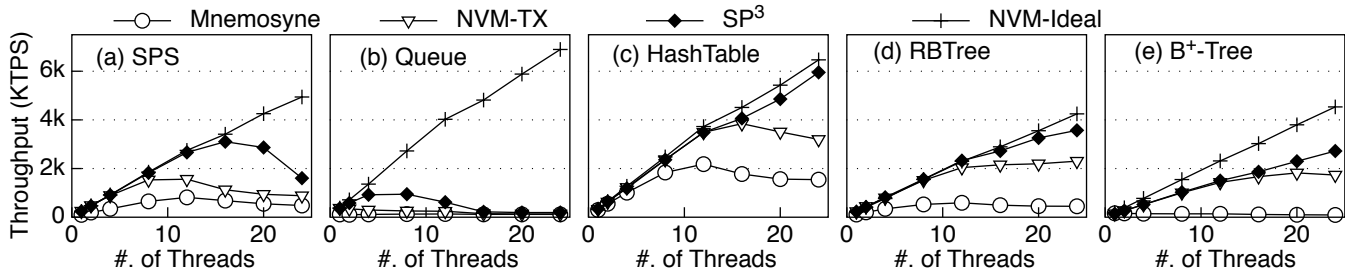 Mnemosyne NVM-TX SP³ NVM-Ideal
Throughput (KTPS)
6k
4k
2k
0
(a) SPS
(b) Queue
(c) HashTable
(d) RBTree
(e) B⁺-Tree
0 10 20
0 10 20
0 10 20
0 10 20
0 10 20
#. of Threads
#. of Threads
#. of Threads
#. of Threads
#. of Threads